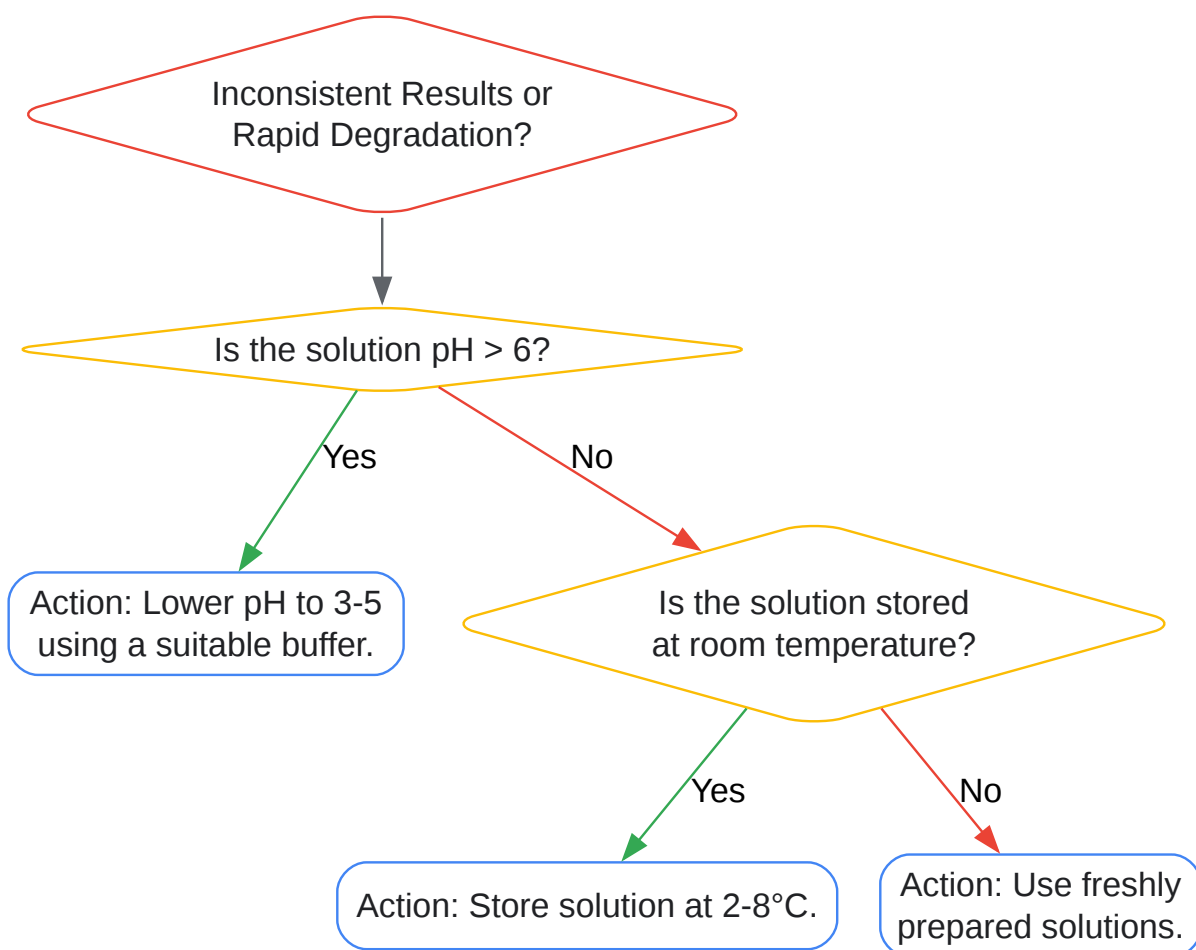 Inconsistent Results or
Rapid Degradation?
Is the solution pH > 6?
Yes
No
Action: Lower pH to 3-5
using a suitable buffer.
Is the solution stored
at room temperature?
Yes
No
Action: Store solution at 2-8°C.
Action: Use freshly
prepared solutions.